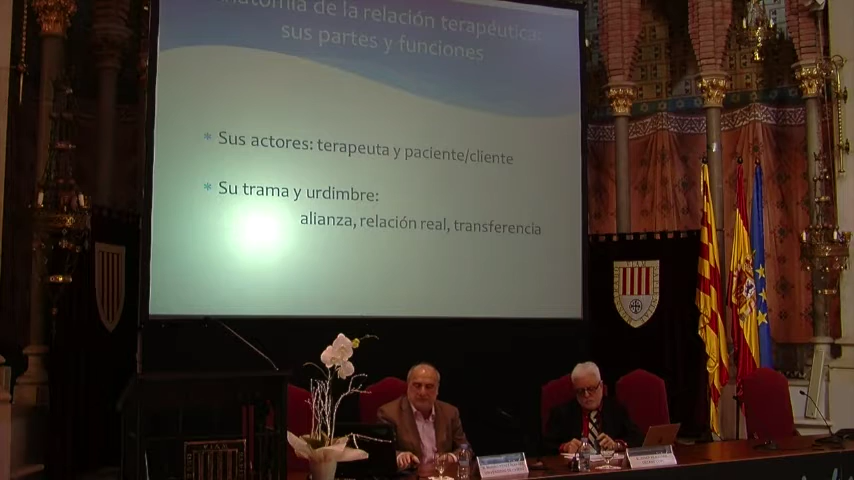 anatomía de la relación terapéutica:
sus partes y funciones
* Sus actores: terapeuta y paciente/cliente
* Su trama y urdimbre:
alianza, relación real, transferencia